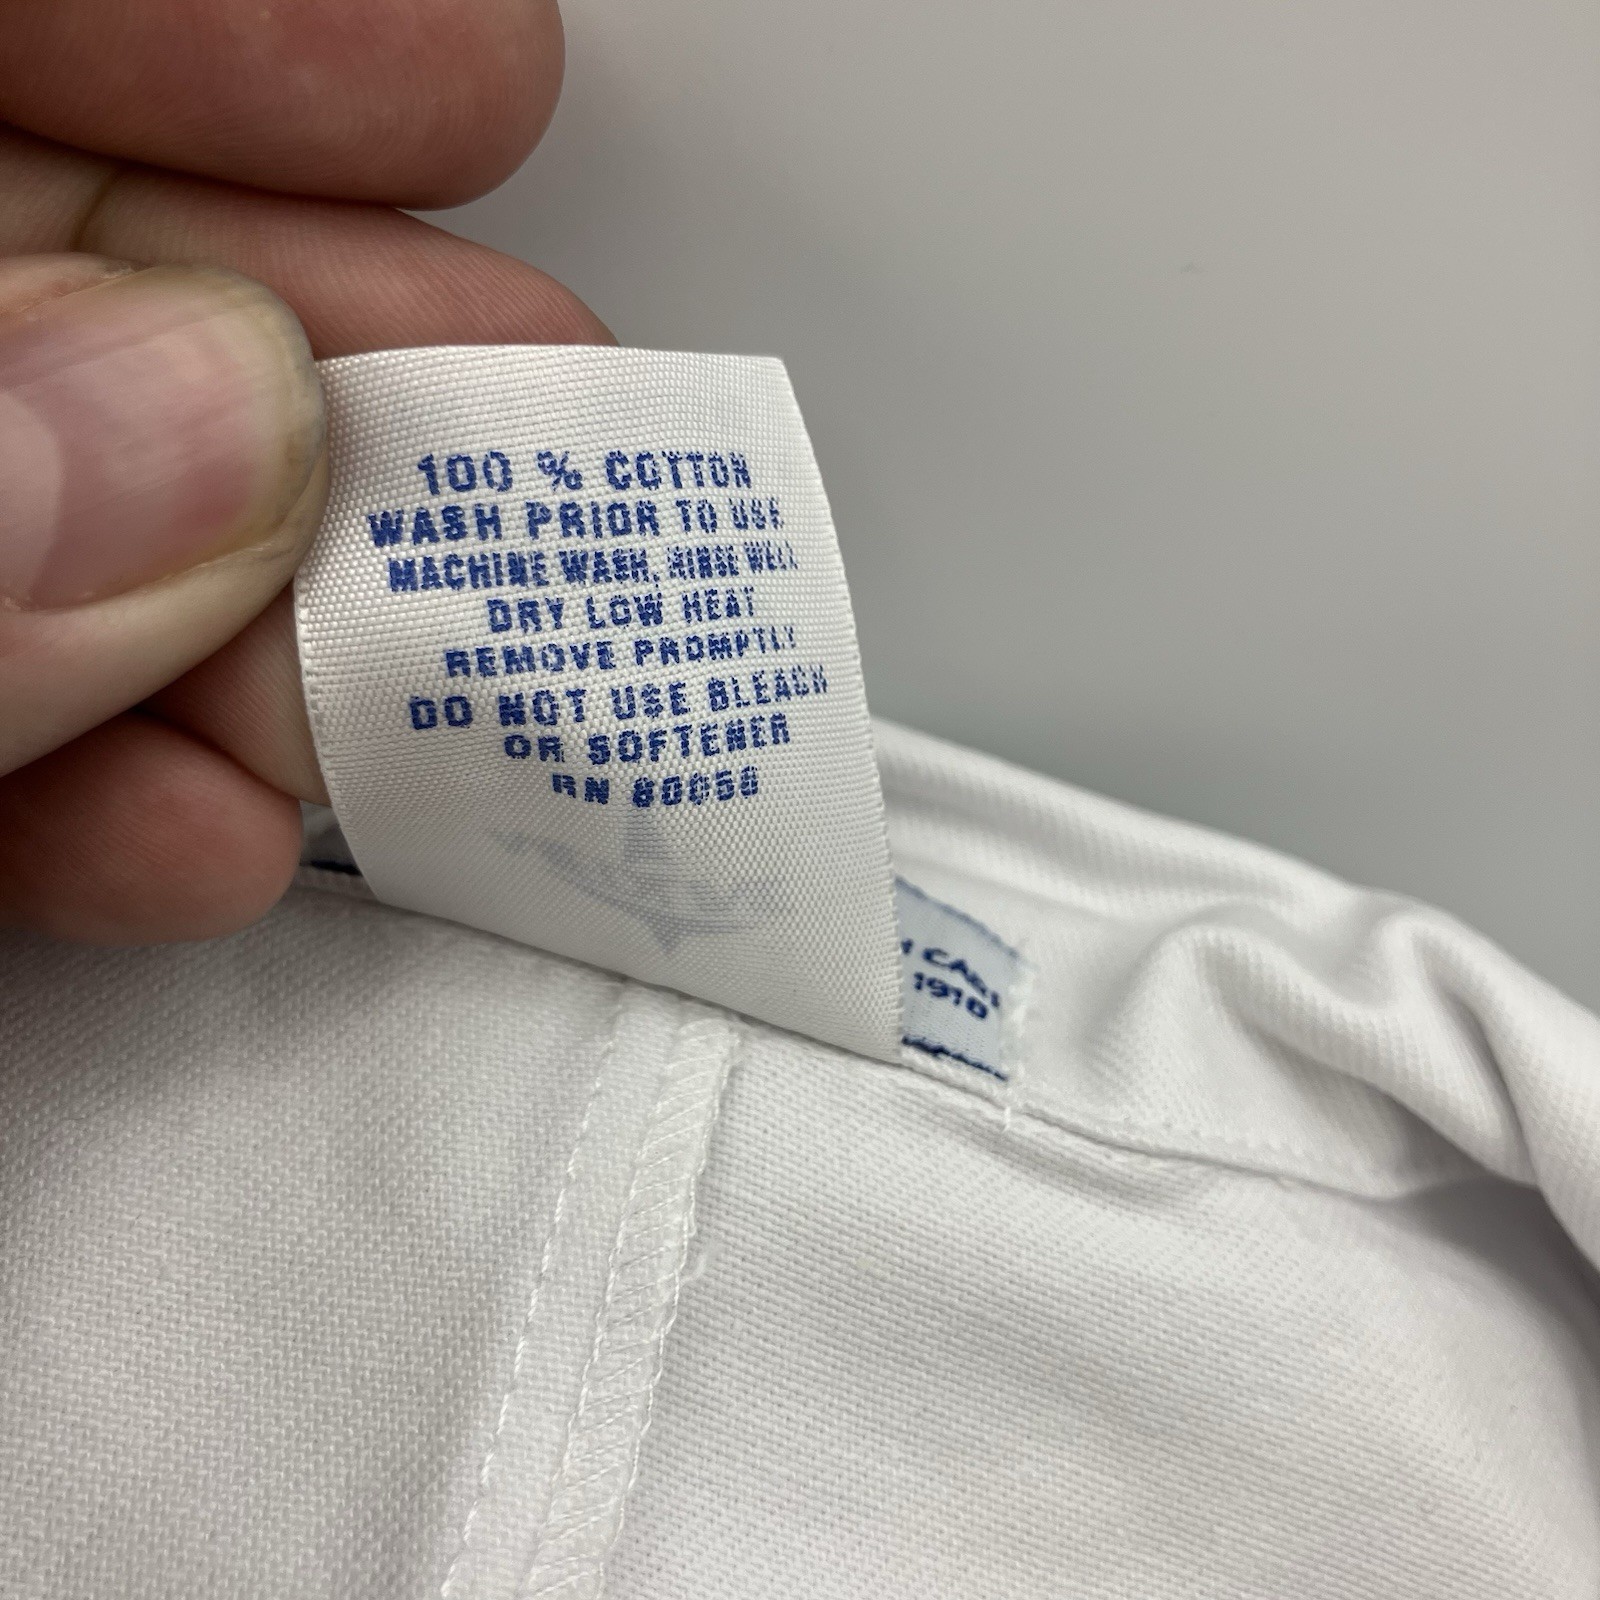 100 % COTTON
WASH PRIOR TO USE
MACHINE WASH, RINSE WELL
DRY LOW HEAT
REMOVE PROMPTLY
DO NOT USE BLEACH
OR SOFTENER
RN
1910